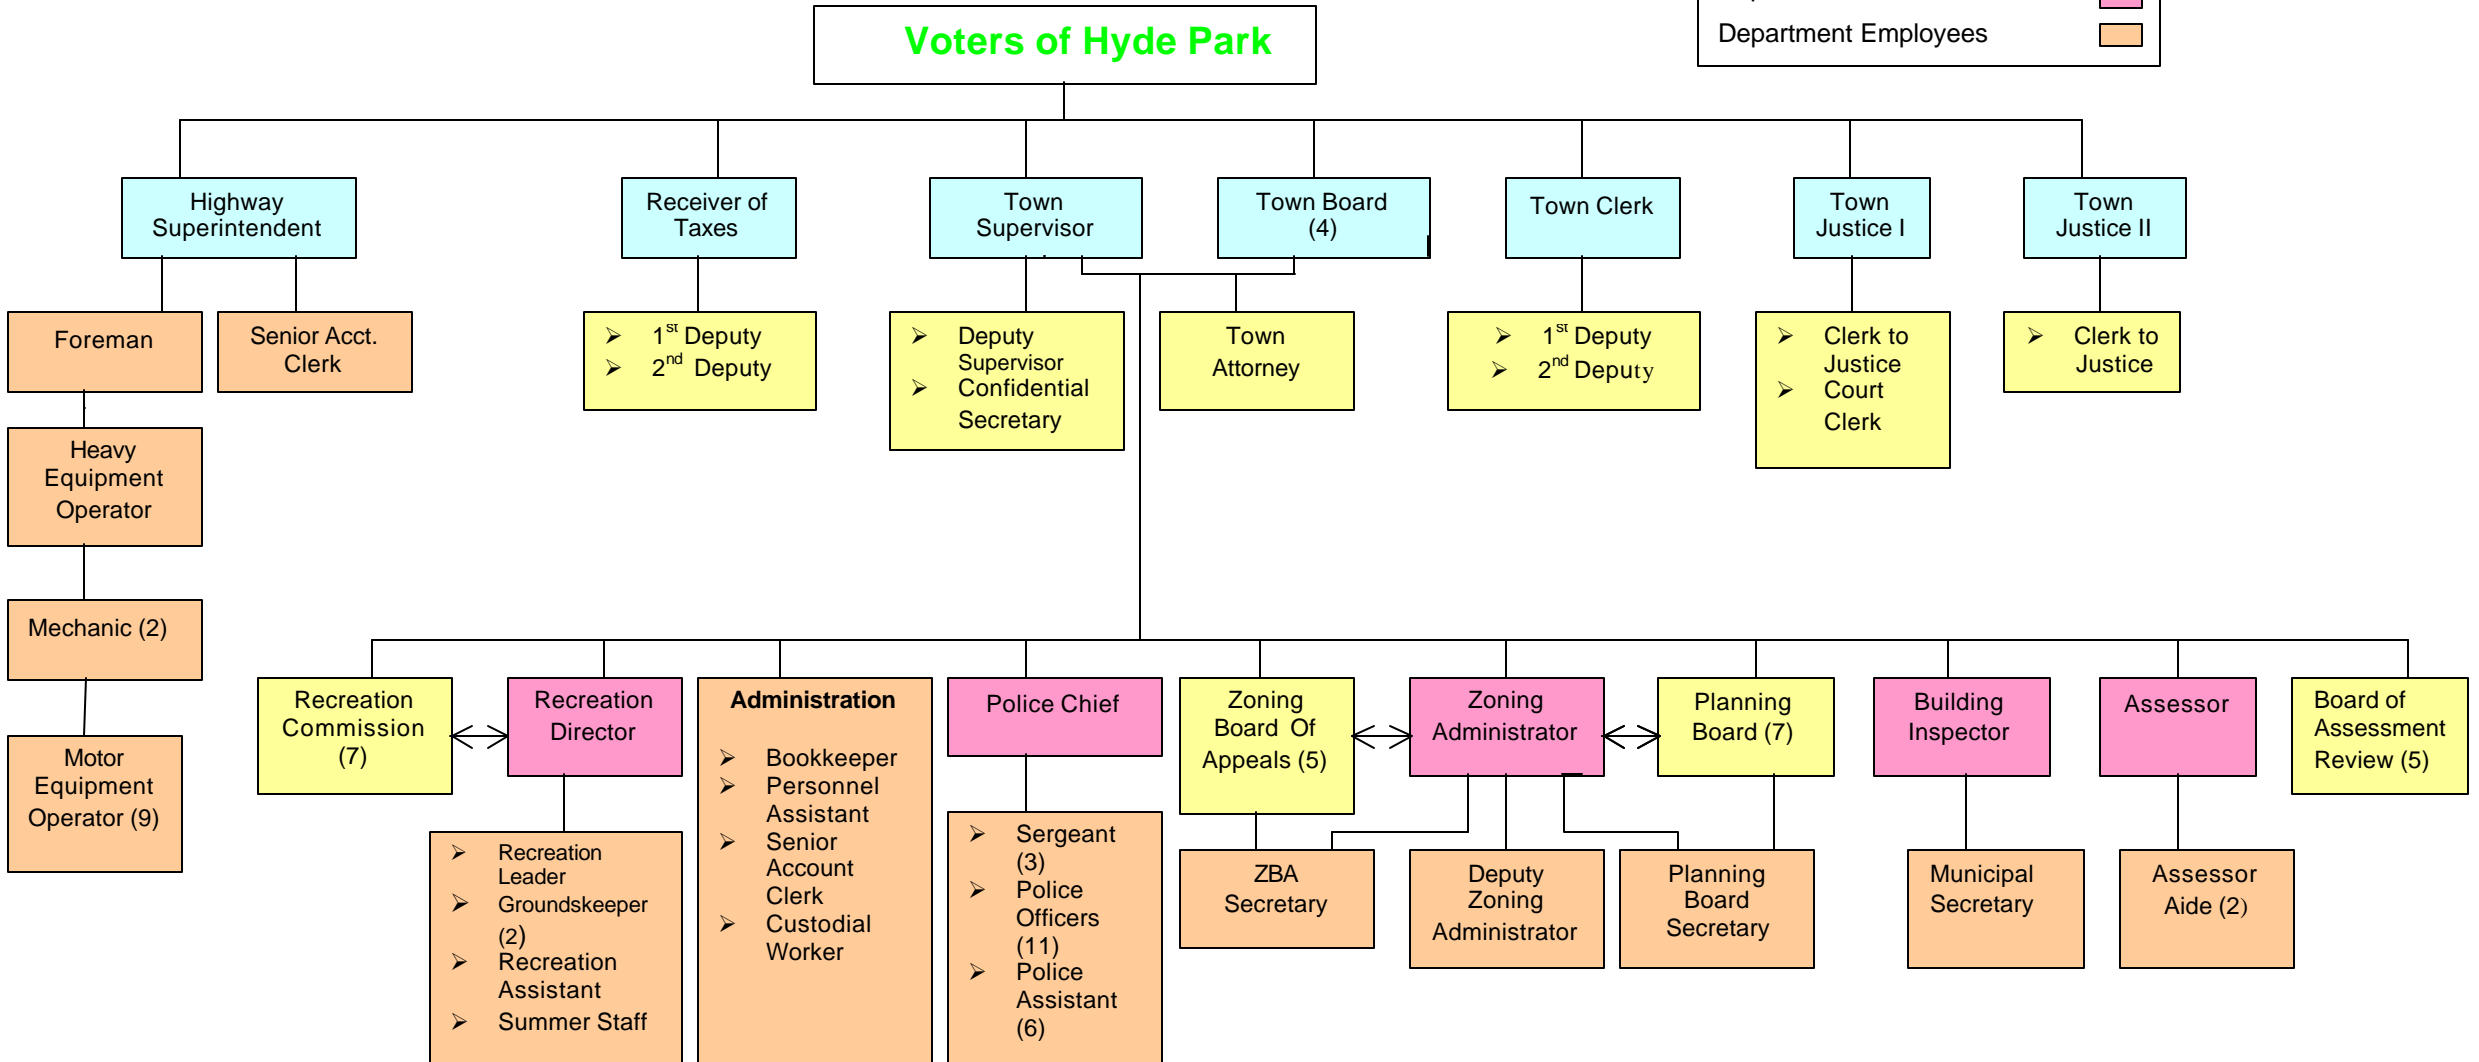 Department Employees
Voters of Hyde Park
Highway
Superintendent
Receiver of
Taxes
Town
Supervisor
Town Board
(4)
Town Clerk
Town
Justice I
Town
Justice II
Foreman
Senior Acct.
Clerk
➢ 1st Deputy
➢ 2nd Deputy
➢ Deputy
Supervisor
➢ Confidential
Secretary
Town
Attorney
➢ 1st Deputy
➢ 2nd Deputy
➢ Clerk to
Justice
➢ Court
Clerk
➢ Clerk to
Justice
Heavy
Equipment
Operator
Mechanic (2)
Motor
Equipment
Operator (9)
Recreation
Commission
(7)
Recreation
Director
Administration
➢ Bookkeeper
➢ Personnel
Assistant
➢ Senior
Account
Clerk
➢ Custodial
Worker
Police Chief
Zoning
Board Of
Appeals (5)
Zoning
Administrator
Planning
Board (7)
Building
Inspector
Assessor
Board of
Assessment
Review (5)
➢ Recreation
Leader
➢ Groundskeeper
(2)
➢ Recreation
Assistant
➢ Summer Staff
➢ Sergeant
(3)
➢ Police
Officers
(11)
➢ Police
Assistant
(6)
ZBA
Secretary
Deputy
Zoning
Administrator
Planning
Board
Secretary
Municipal
Secretary
Assessor
Aide (2)